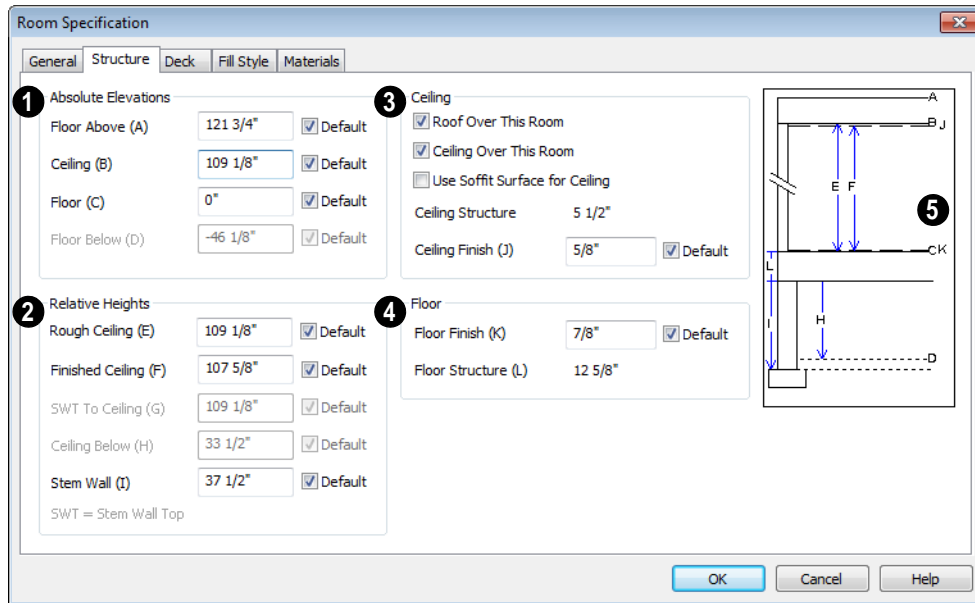 Room Specification
General Structure Deck Fill Style Materials
1 Absolute Elevations
Floor Above (A) 121 3/4" Default
Ceiling (B) 109 1/8" Default
Floor (C) 0" Default
Floor Below (D) -46 1/8" Default
2 Relative Heights
Rough Ceiling (E) 109 1/8" Default
Finished Ceiling (F) 107 5/8" Default
SWT To Ceiling (G) 109 1/8" Default
Ceiling Below (H) 33 1/2" Default
Stem Wall (I) 37 1/2" Default
SWT = Stem Wall Top
3 Ceiling
Roof Over This Room
Ceiling Over This Room
Use Soffit Surface for Ceiling
Ceiling Structure 5 1/2"
Ceiling Finish (J) 5/8" Default
4 Floor
Floor Finish (K) 7/8" Default
Floor Structure (L) 12 5/8"
A
B J
E F
5
C K
L
I
H
D
OK Cancel Help